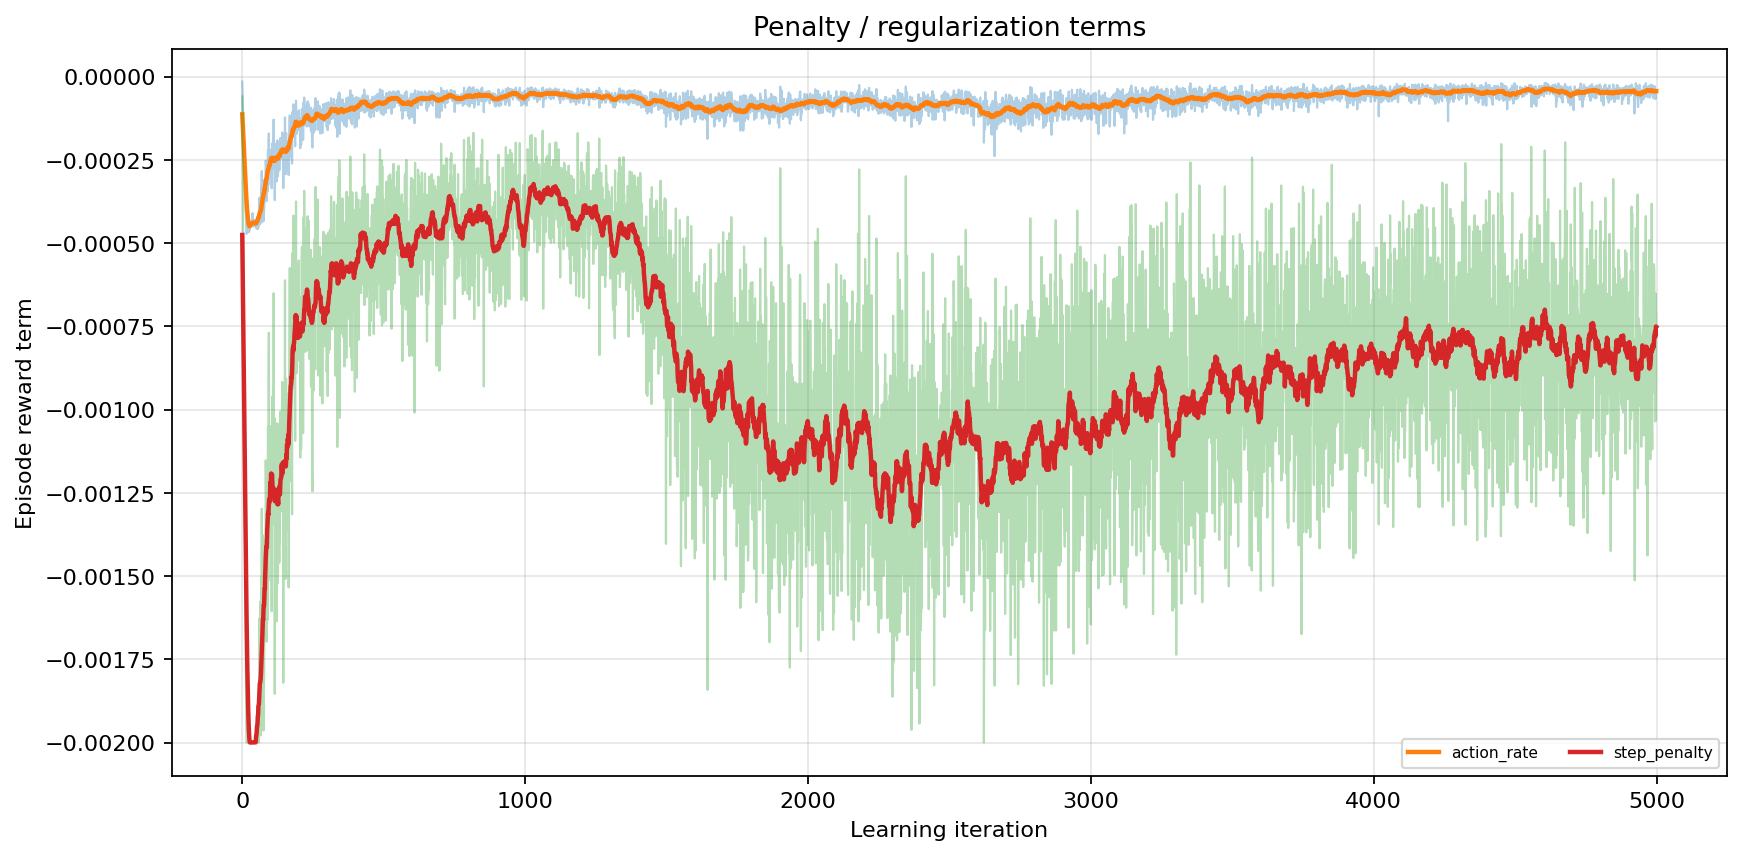 Penalty / regularization terms
Episode reward term
0.00000
−0.00025
−0.00050
−0.00075
−0.00100
−0.00125
−0.00150
−0.00175
−0.00200
action_rate step_penalty
0 1000 2000 3000 4000 5000
Learning iteration